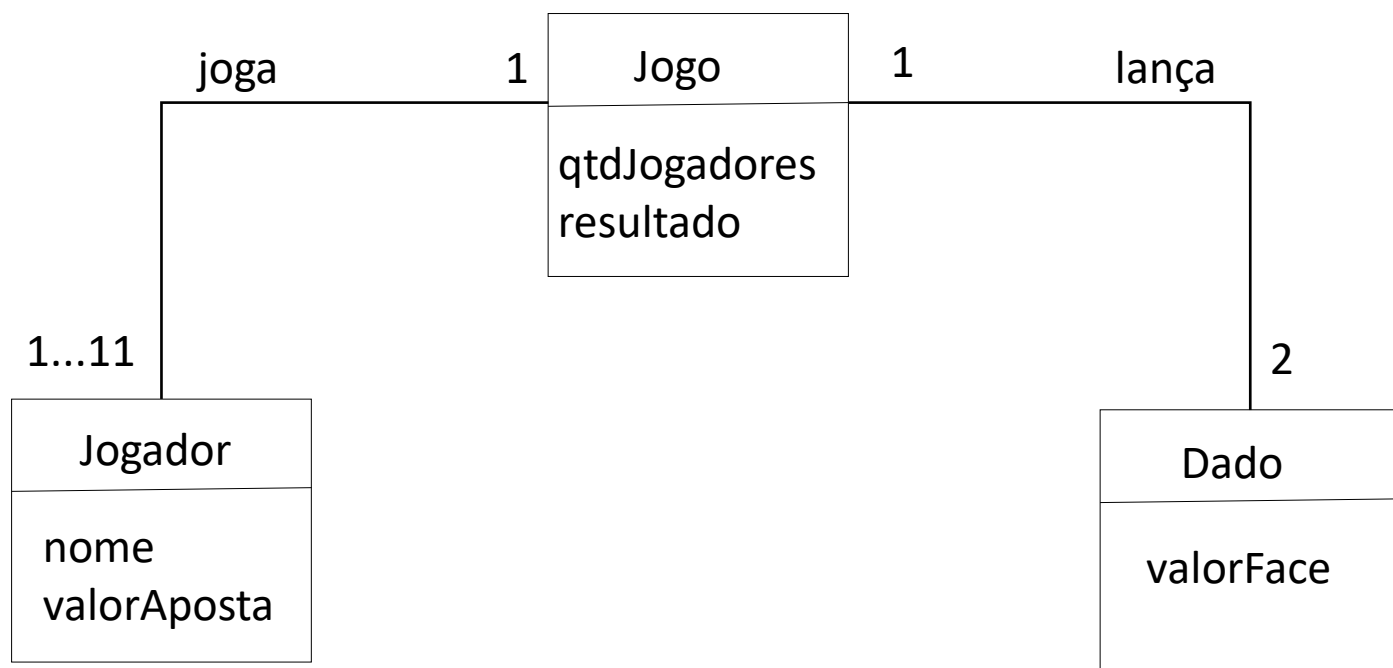 joga
1
Jogo
1
lança
qtdJogadores
resultado
1...11
2
Jogador
Dado
nome
valorAposta
valorFace